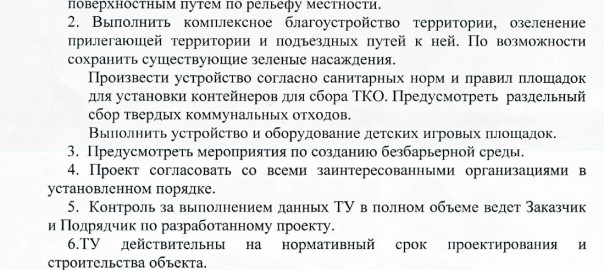 поверхностным путем по рельефу местности.
2. Выполнить комплексное благоустройство территории, озеленение
прилегающей территории и подъездных путей к ней. По возможности
сохранить существующие зеленые насаждения.
Произвести устройство согласно санитарных норм и правил площадок
для установки контейнеров для сбора ТКО. Предусмотреть раздельный
сбор твердых коммунальных отходов.
Выполнить устройство и оборудование детских игровых площадок.
3. Предусмотреть мероприятия по созданию безбарьерной среды.
4. Проект согласовать со всеми заинтересованными организациями в
установленном порядке.
5. Контроль за выполнением данных ТУ в полном объеме ведет Заказчик
и Подрядчик по разработанному проекту.
6.ТУ действительны на нормативный срок проектирования и
строительства объекта.